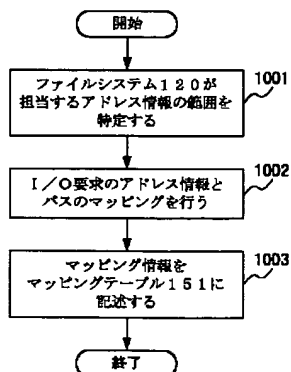 開始
ファイルシステム120が
担当するアドレス情報の範囲を
特定する
1001
I/O要求のアドレス情報と
パスのマッピングを行う
1002
マッピング情報を
マッピングテーブル151に
記述する
1003
終了